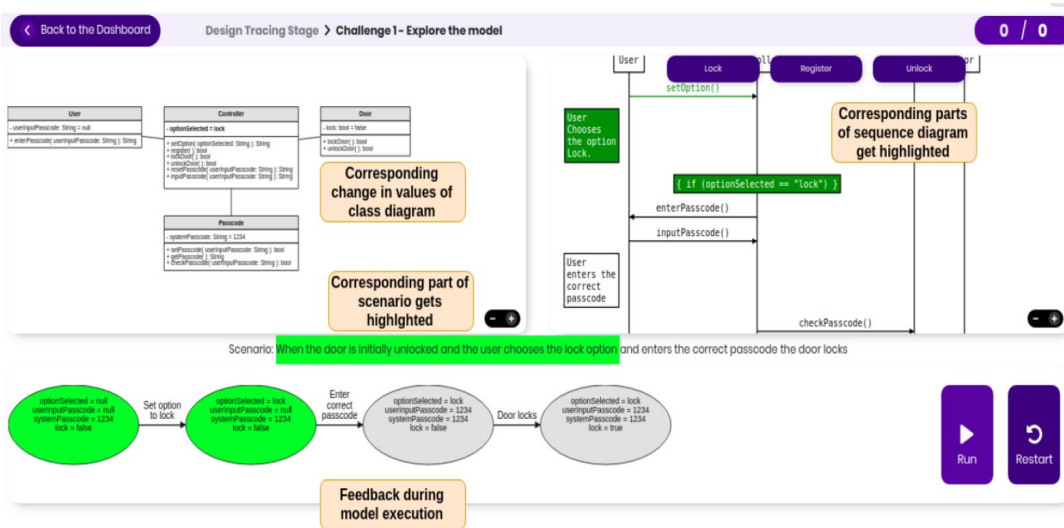 Back to the Dashboard
Design Tracing Stage > Challenge 1 - Explore the model
0 / 0
User
- userInputPasscode: String = null
+ enterPasscode( userInputPasscode: String ): String
Controller
- optionSelected = lock
+ setOption( optionSelected: String ): String
+ register( ): bool
+ lockDoor( ): bool
+ unlockDoor( ): bool
+ resetPasscode( userInputPasscode: String ): String
+ inputPasscode( userInputPasscode: String ): String
Door
- lock: bool = false
+ lockDoor( ): bool
+ unlockDoor( ): bool
Passcode
- systemPasscode: String = 1234
+ setPasscode( userInputPasscode: String ): bool
+ getPasscode( ): String
+ checkPasscode( userInputPasscode: String ): bool
Corresponding
change in values of
class diagram
Corresponding part of
scenario gets
highlghted
User
Lock
Register
Unlock
setOption()
User
Chooses
the option
Lock.
Corresponding parts
of sequence diagram
get highlighted
{ if (optionSelected == "lock") }
enterPasscode()
inputPasscode()
User
enters the
correct
passcode
checkPasscode()
Scenario: When the door is initially unlocked and the user chooses the lock option and enters the correct passcode the door locks
optionSelected = null
userInputPasscode = null
systemPasscode = 1234
lock = false
Set option
to lock
optionSelected = lock
userInputPasscode = null
systemPasscode = 1234
lock = false
Enter
correct
passcode
optionSelected = lock
userInputPasscode = 1234
systemPasscode = 1234
lock = false
Door locks
optionSelected = lock
userInputPasscode = 1234
systemPasscode = 1234
lock = true
Run
Restart
Feedback during
model execution